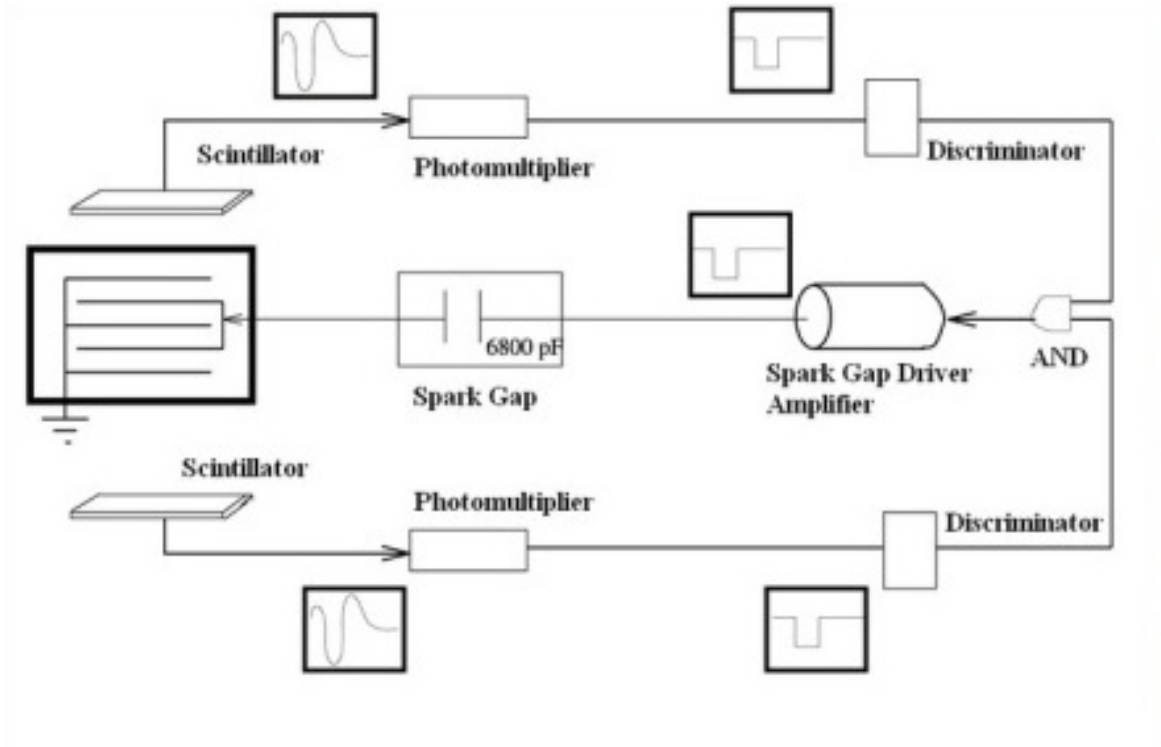 Scintillator
Photomultiplier
Discriminator
6800 pF
Spark Gap
Spark Gap Driver
Amplifier
AND
Scintillator
Photomultiplier
Discriminator